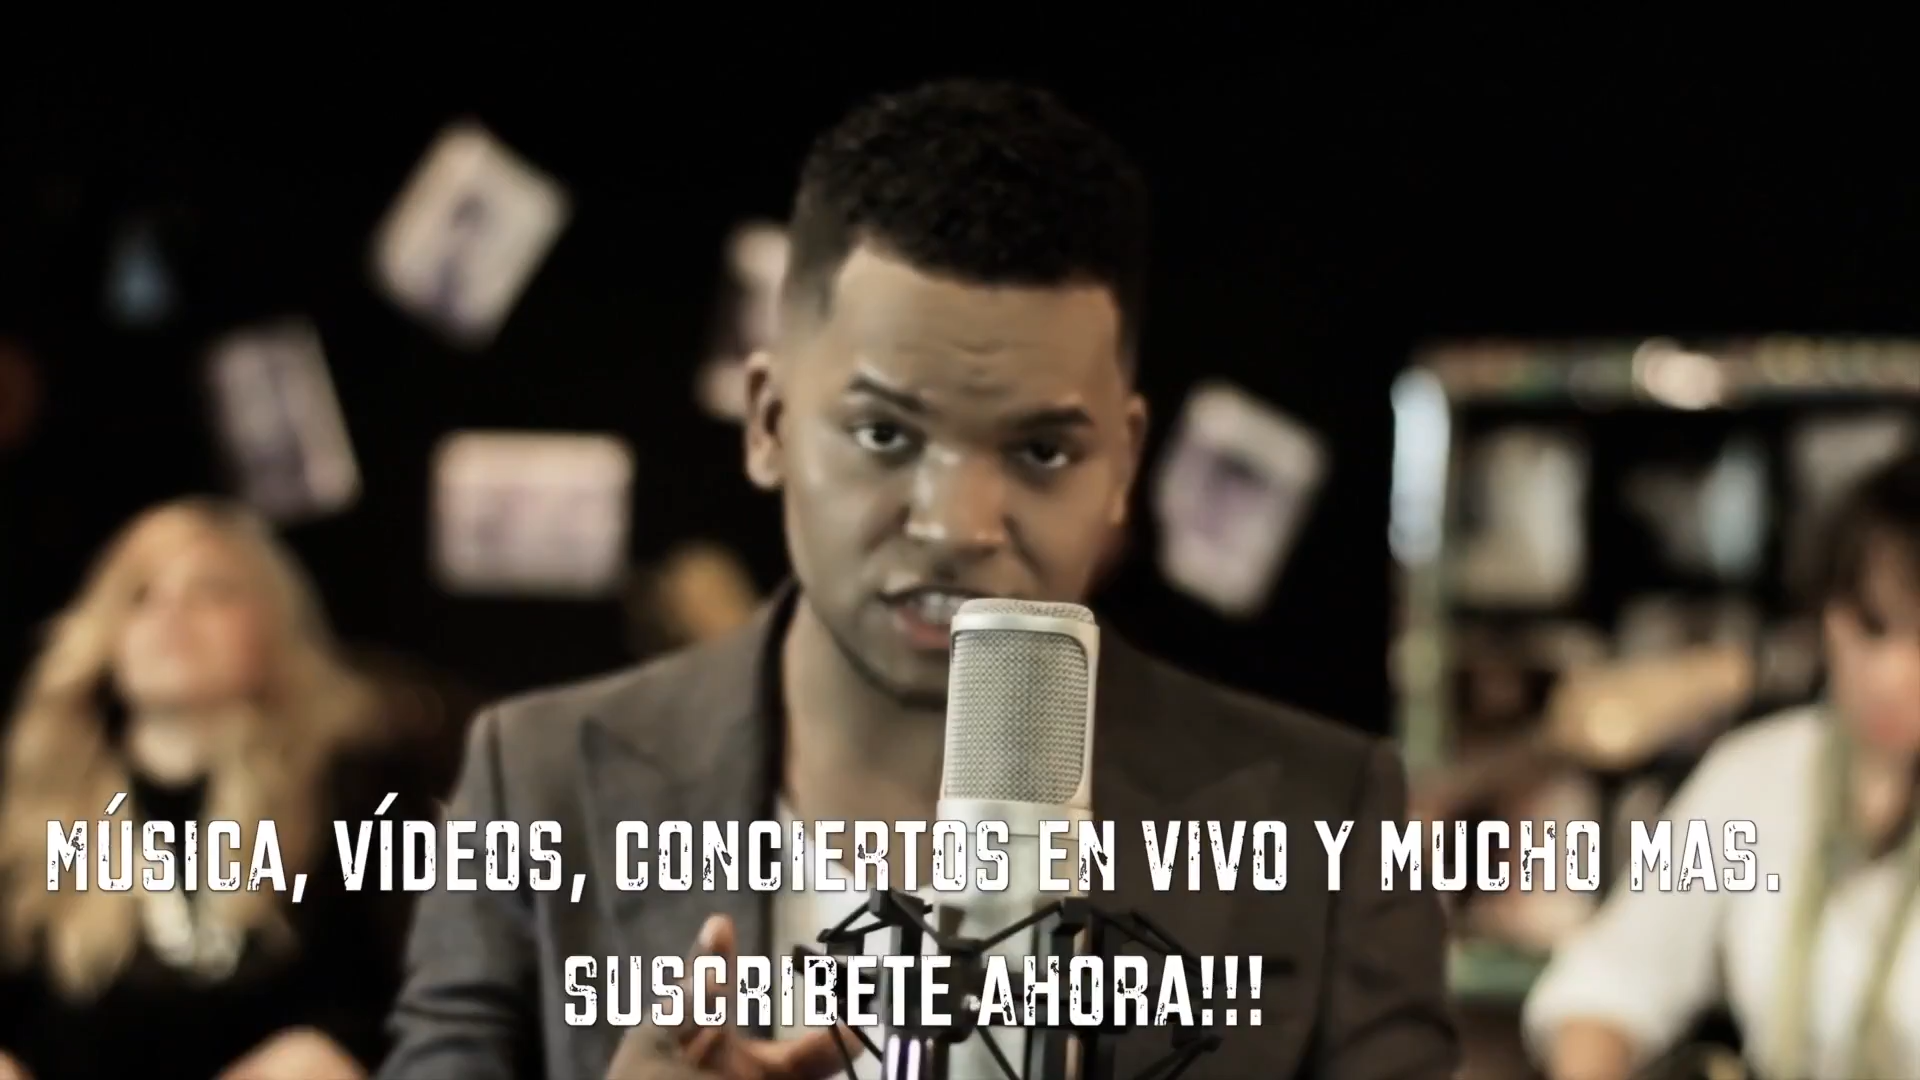 MÚSICA, VÍDEOS, CONCIERTOS EN VIVO Y MUCHO MAS.
SUSCRIBETE AHORA!!!